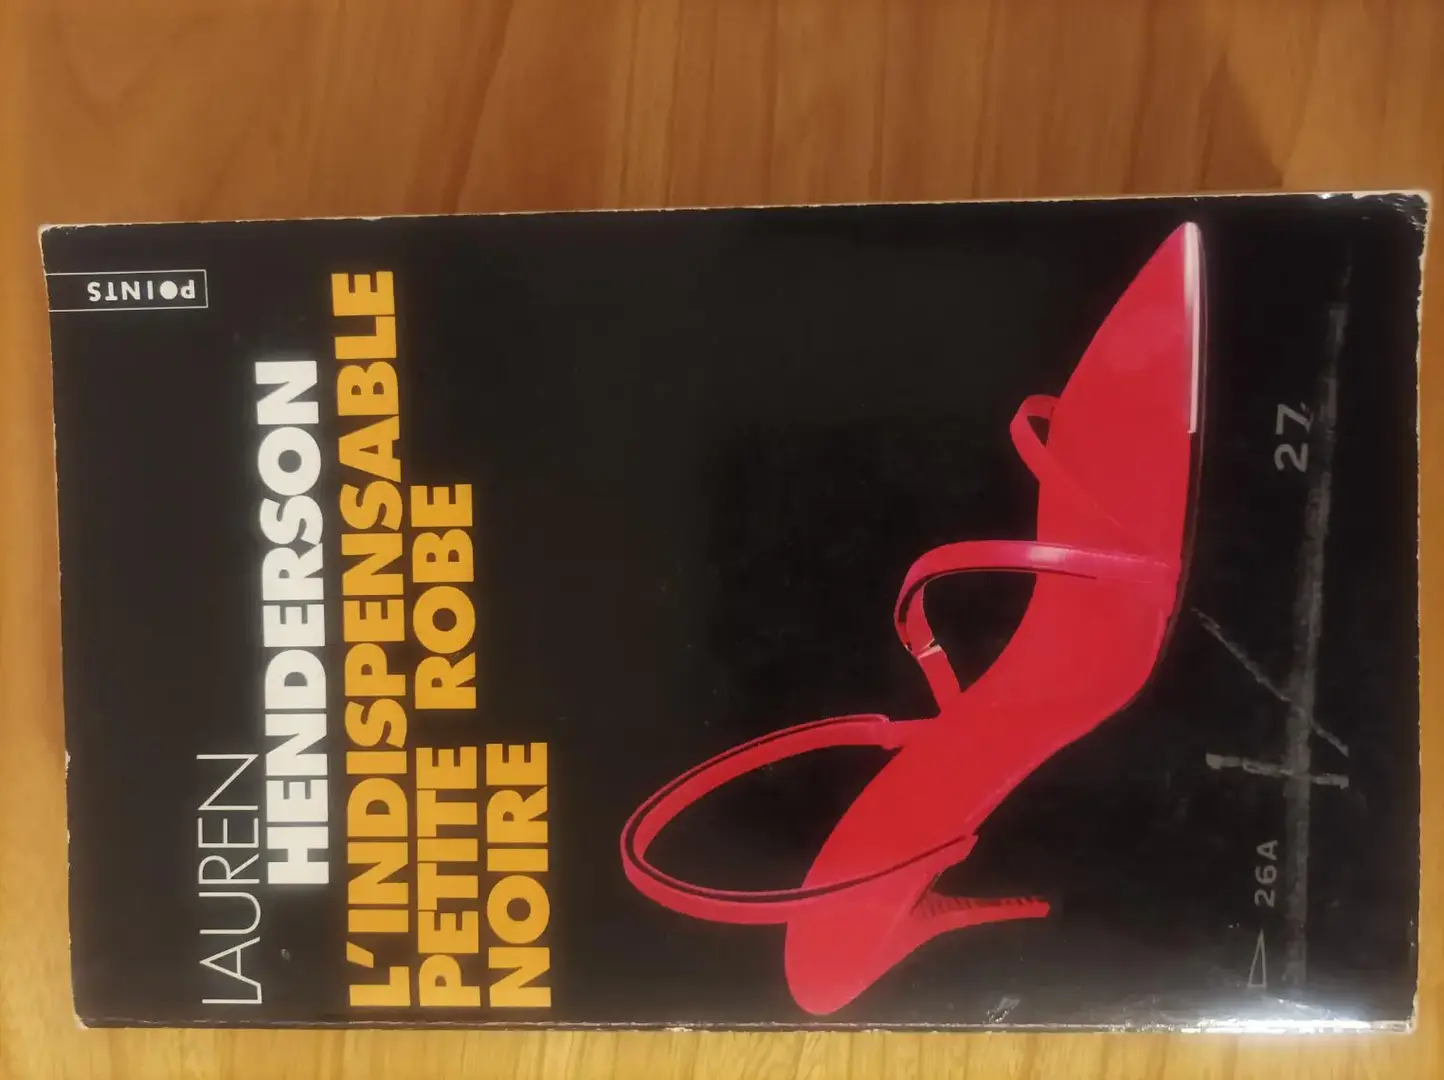 POINTS
LAUREN
HENDERSON
L'INDISPENSABLE
PETITE ROBE
NOIRE
27
26A